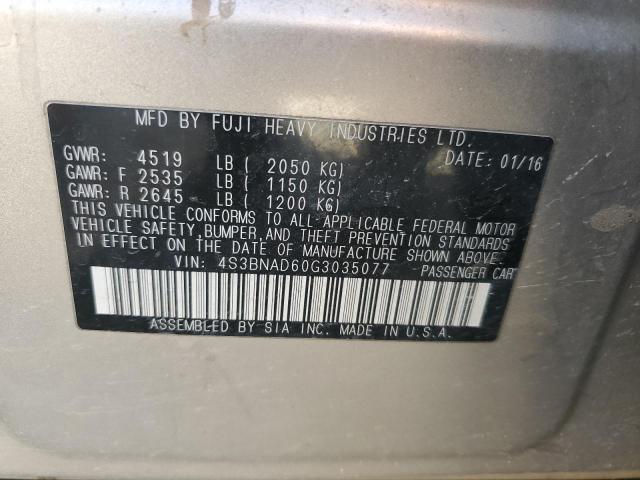 MFD BY FUJI HEAVY INDUSTRIES LTD.
GVWR: 4519 LB ( 2050 KG) DATE: 01/16
GAWR: F 2535 LB ( 1150 KG)
GAWR: R 2645 LB ( 1200 KG)
THIS VEHICLE CONFORMS TO ALL APPLICABLE FEDERAL MOTOR
VEHICLE SAFETY,BUMPER,AND THEFT PREVENTION STANDARDS
IN EFFECT ON THE DATE OF MANUFACTURE SHOWN ABOVE.
VIN: 4S3BNAD60G3035077 PASSENGER CAR
ASSEMBLED BY SIA INC. MADE IN U.S.A.